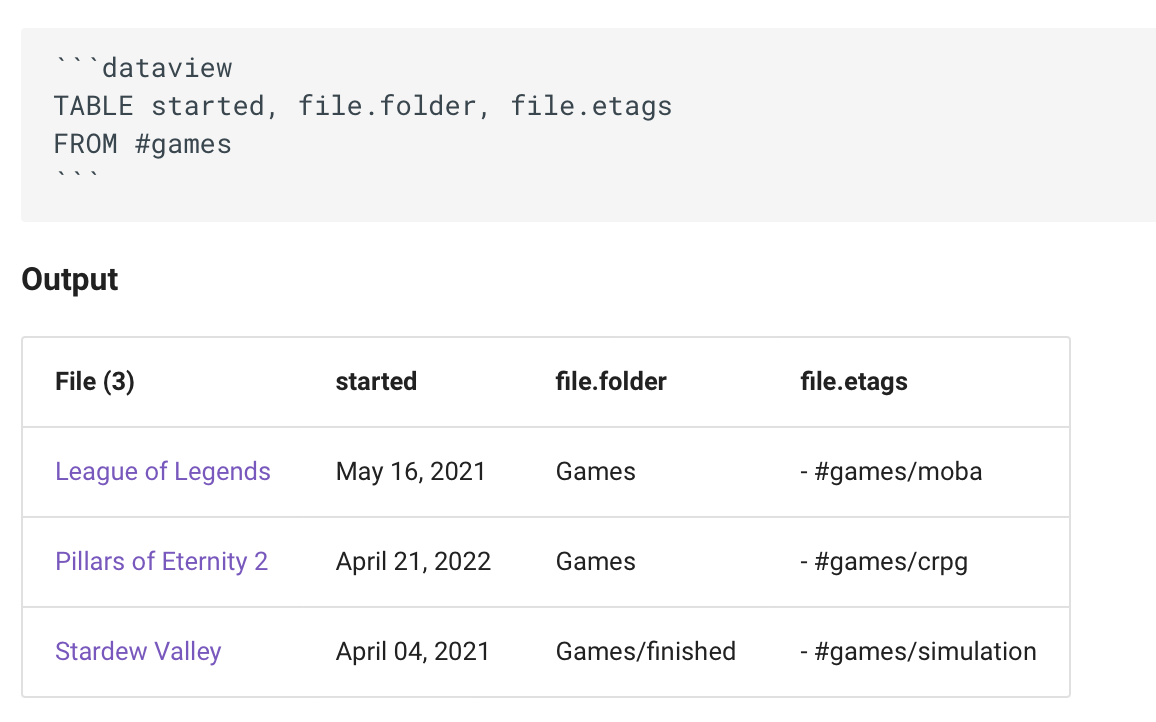 ```dataview
TABLE started, file.folder, file.etags
FROM #games
```
Output
File (3) started file.folder file.etags
League of Legends May 16, 2021 Games - #games/moba
Pillars of Eternity 2 April 21, 2022 Games - #games/crpg
Stardew Valley April 04, 2021 Games/finished - #games/simulation